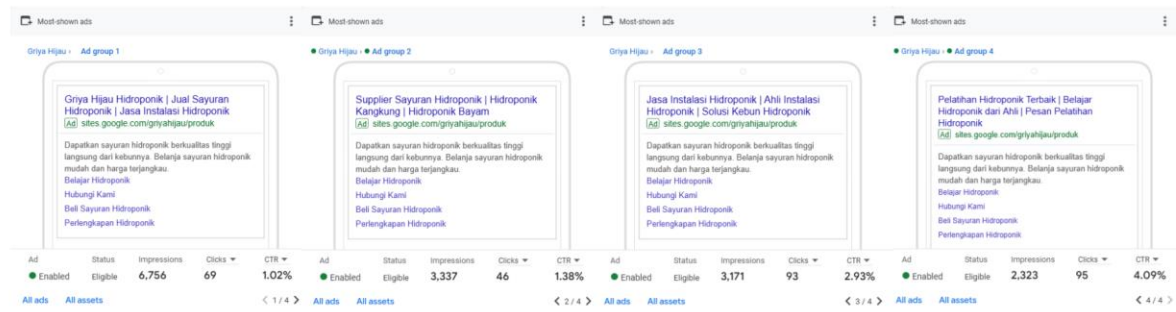 Most-shown ads
Griya Hijau › Ad group 1
Griya Hijau Hidroponik | Jual Sayuran
Hidroponik | Jasa Instalasi Hidroponik
Ad sites.google.com/griyahijau/produk
Dapatkan sayuran hidroponik berkualitas tinggi
langsung dari kebunnya. Belanja sayuran hidroponik
mudah dan harga terjangkau.
Belajar Hidroponik
Hubungi Kami
Beli Sayuran Hidroponik
Perlengkapan Hidroponik
Ad Status Impressions Clicks CTR
Enabled Eligible 6,756 69 1.02%
All ads All assets < 1 / 4 >
Most-shown ads
Griya Hijau › Ad group 2
Supplier Sayuran Hidroponik | Hidroponik
Kangkung | Hidroponik Bayam
Ad sites.google.com/griyahijau/produk
Dapatkan sayuran hidroponik berkualitas tinggi
langsung dari kebunnya. Belanja sayuran hidroponik
mudah dan harga terjangkau.
Belajar Hidroponik
Hubungi Kami
Beli Sayuran Hidroponik
Perlengkapan Hidroponik
Ad Status Impressions Clicks CTR
Enabled Eligible 3,337 46 1.38%
All ads All assets < 2 / 4 >
Most-shown ads
Griya Hijau › Ad group 3
Jasa Instalasi Hidroponik | Ahli Instalasi
Hidroponik | Solusi Kebun Hidroponik
Ad sites.google.com/griyahijau/produk
Dapatkan sayuran hidroponik berkualitas tinggi
langsung dari kebunnya. Belanja sayuran hidroponik
mudah dan harga terjangkau.
Belajar Hidroponik
Hubungi Kami
Beli Sayuran Hidroponik
Perlengkapan Hidroponik
Ad Status Impressions Clicks CTR
Enabled Eligible 3,171 93 2.93%
All ads All assets < 3 / 4 >
Most-shown ads
Griya Hijau › Ad group 4
Pelatihan Hidroponik Terbaik | Belajar
Hidroponik dari Ahli | Pesan Pelatihan
Hidroponik
Ad sites.google.com/griyahijau/produk
Dapatkan sayuran hidroponik berkualitas tinggi
langsung dari kebunnya. Belanja sayuran hidroponik
mudah dan harga terjangkau.
Belajar Hidroponik
Hubungi Kami
Beli Sayuran Hidroponik
Perlengkapan Hidroponik
Ad Status Impressions Clicks CTR
Enabled Eligible 2,323 95 4.09%
All ads All assets < 4 / 4 >